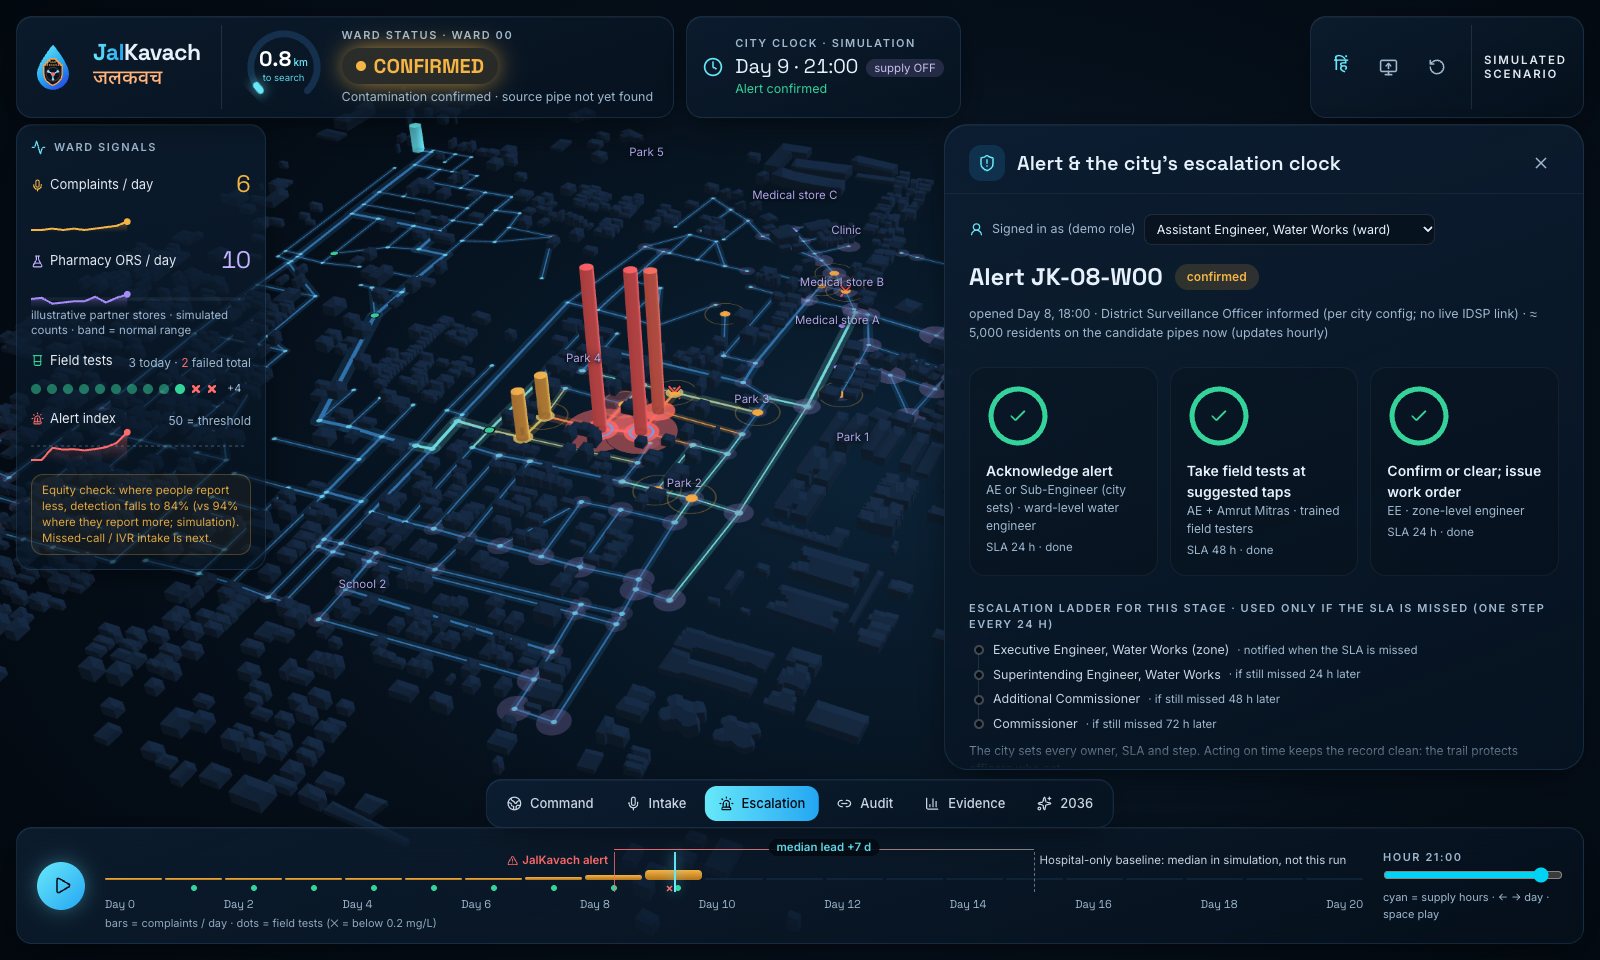 JalKavach
जलकवच
0.8 km
to search
WARD STATUS · WARD 00
CONFIRMED
Contamination confirmed · source pipe not yet found
CITY CLOCK · SIMULATION
Day 9 · 21:00 supply OFF
Alert confirmed
हिं
SIMULATED
SCENARIO
WARD SIGNALS
Complaints / day 6
Pharmacy ORS / day 10
illustrative partner stores · simulated
counts · band = normal range
Field tests 3 today · 2 failed total
+4
Alert index 50 = threshold
Equity check: where people report
less, detection falls to 84% (vs 94%
where they report more; simulation).
Missed-call / IVR intake is next.
Park 5
Medical store C
Clinic
Medical store B
Medical store A
Park 4
Park 3
Park 1
Park 2
School 2
Alert & the city's escalation clock
Signed in as (demo role) Assistant Engineer, Water Works (ward)
Alert JK-08-W00 confirmed
opened Day 8, 18:00 · District Surveillance Officer informed (per city config; no live IDSP link) · ≈
5,000 residents on the candidate pipes now (updates hourly)
Acknowledge alert
AE or Sub-Engineer (city
sets) · ward-level water
engineer
SLA 24 h · done
Take field tests at
suggested taps
AE + Amrut Mitras · trained
field testers
SLA 48 h · done
Confirm or clear; issue
work order
EE · zone-level engineer
SLA 24 h · done
ESCALATION LADDER FOR THIS STAGE · USED ONLY IF THE SLA IS MISSED (ONE STEP
EVERY 24 H)
Executive Engineer, Water Works (zone) · notified when the SLA is missed
Superintending Engineer, Water Works · if still missed 24 h later
Additional Commissioner · if still missed 48 h later
Commissioner · if still missed 72 h later
The city sets every owner, SLA and step. Acting on time keeps the record clean: the trail protects
Command
Intake
Escalation
Audit
Evidence
2036
JalKavach alert
median lead +7 d
Hospital-only baseline: median in simulation, not this run
Day 0 Day 2 Day 4 Day 6 Day 8 Day 10 Day 12 Day 14 Day 16 Day 18 Day 20
bars = complaints / day · dots = field tests (✕ = below 0.2 mg/L)
HOUR 21:00
cyan = supply hours · ← → day ·
space play